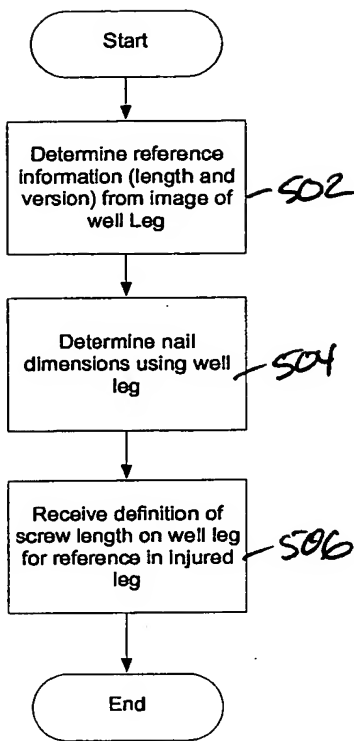 Start
Determine reference
information (length and
version) from image of
well Leg
502
Determine nail
dimensions using well
leg
504
Receive definition of
screw length on well leg
for reference in injured
leg
506
End